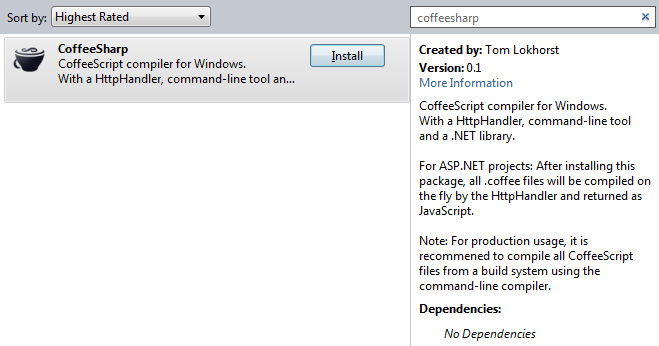 Sort by: Highest Rated
coffeesharp
CoffeeSharp
CoffeeScript compiler for Windows.
With a HttpHandler, command-line tool an...
Install
Created by: Tom Lokhorst
Version: 0.1
More Information
CoffeeScript compiler for Windows.
With a HttpHandler, command-line tool
and a .NET library.
For ASP.NET projects: After installing this
package, all .coffee files will be compiled on
the fly by the HttpHandler and returned as
JavaScript.
Note: For production usage, it is
recommened to compile all CoffeeScript
files from a build system using the
command-line compiler.
Dependencies:
No Dependencies